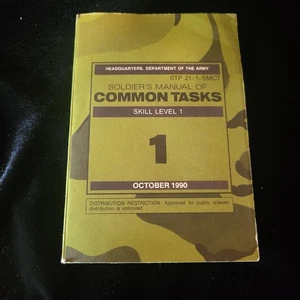 HEADQUARTERS, DEPARTMENT OF THE ARMY
STP 21-1-SMCT
SOLDIER'S MANUAL OF
COMMON TASKS
SKILL LEVEL 1
1
OCTOBER 1990
DISTRIBUTION RESTRICTION: Approved for public release;
distribution is unlimited.